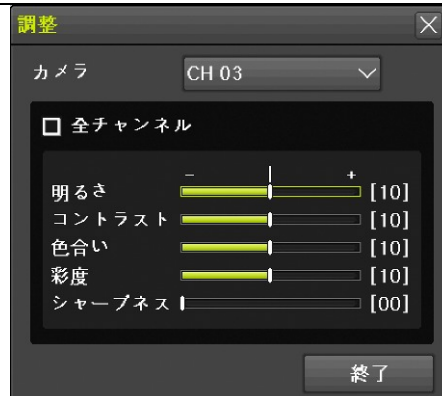 調整
カメラ CH 03
全チャンネル
- +
明るさ [10]
コントラスト [10]
色合い [10]
彩度 [10]
シャープネス [00]
終了